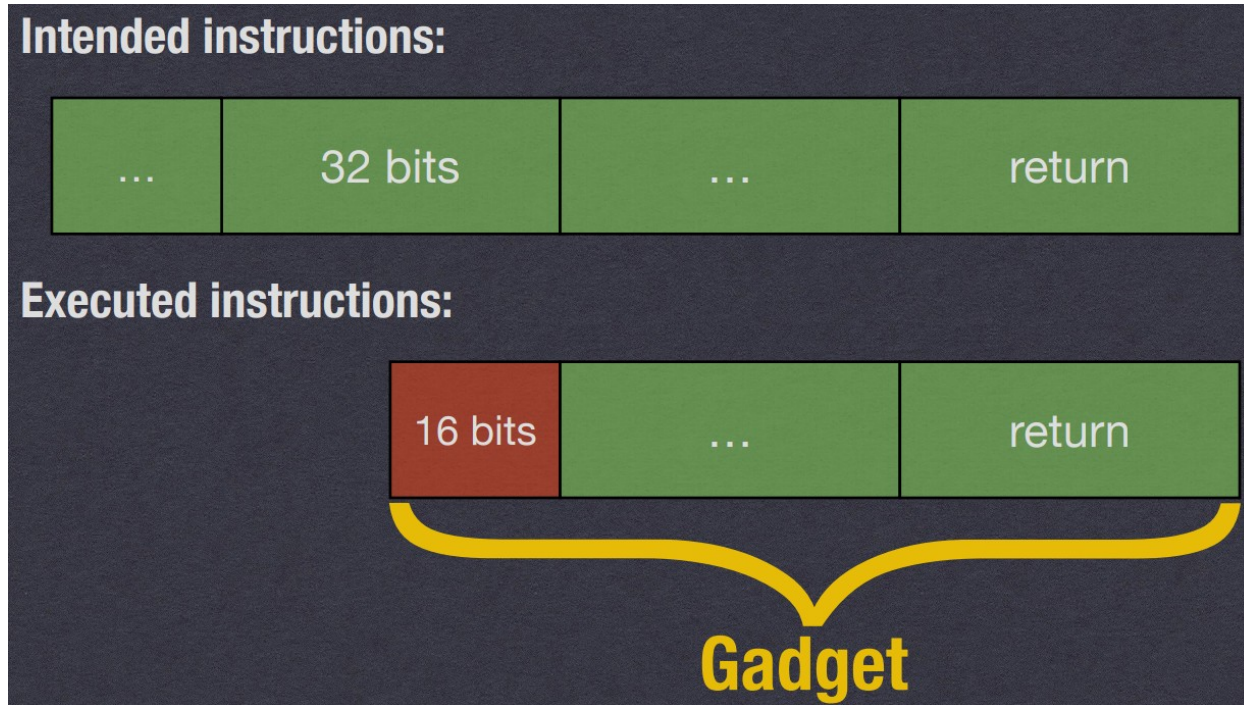 Intended instructions:
... 32 bits ... return
Executed instructions:
16 bits ... return
Gadget